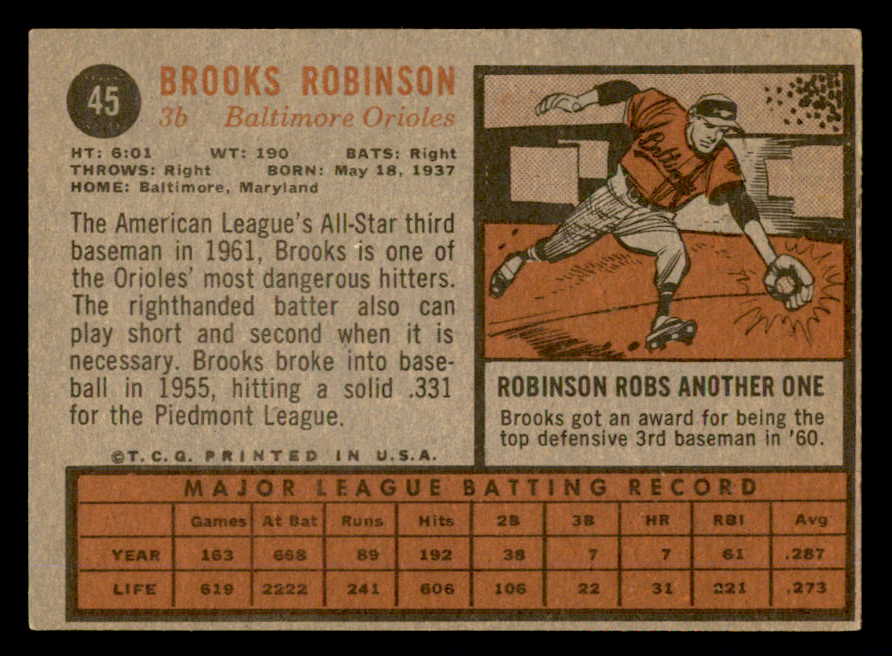 45
BROOKS ROBINSON
3b Baltimore Orioles
HT: 6:01 WT: 190 BATS: Right
THROWS: Right BORN: May 18, 1937
HOME: Baltimore, Maryland
The American League's All-Star third
baseman in 1961, Brooks is one of
the Orioles' most dangerous hitters.
The righthanded batter also can
play short and second when it is
necessary. Brooks broke into base-
ball in 1955, hitting a solid .331
for the Piedmont League.
©T.C.G. PRINTED IN U.S.A.
Baltimore
ROBINSON ROBS ANOTHER ONE
Brooks got an award for being the
top defensive 3rd baseman in '60.
MAJOR LEAGUE BATTING RECORD
Games At Bat Runs Hits 2B 3B HR RBI Avg
YEAR 163 668 89 192 38 7 7 61 .287
LIFE 619 2222 241 606 106 22 31 221 .273